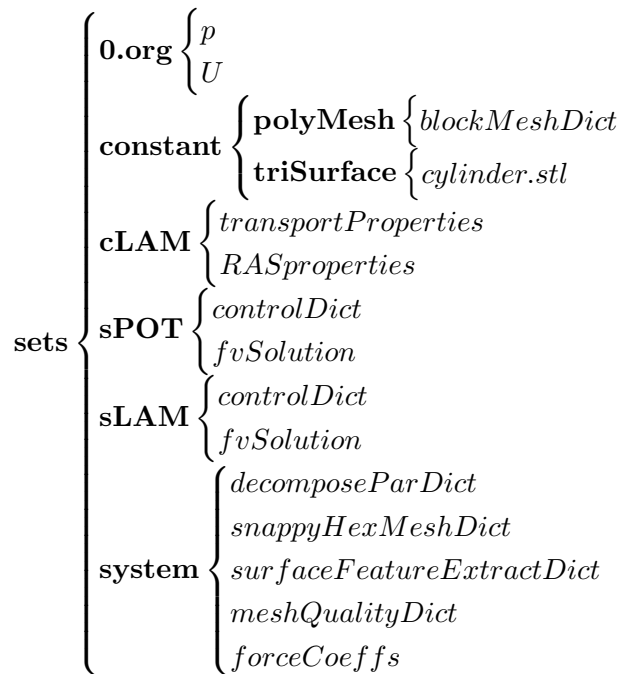 sets
0.org
p
U
constant
polyMesh
blockMeshDict
triSurface
cylinder.stl
cLAM
transportProperties
RASproperties
sPOT
controlDict
fvSolution
sLAM
controlDict
fvSolution
system
decomposeParDict
snappyHexMeshDict
surfaceFeatureExtractDict
meshQualityDict
forceCoeffs